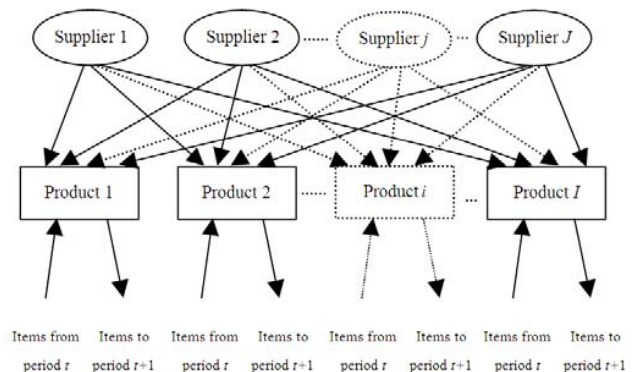 Supplier 1 Supplier 2 ...... Supplier j ... Supplier J
Product 1 Product 2 ...... Product i ... Product I
Items from Items to Items from Items to Items from Items to Items from Items to
period t period t+1 period t period t+1 period t period t+1 period t period t+1